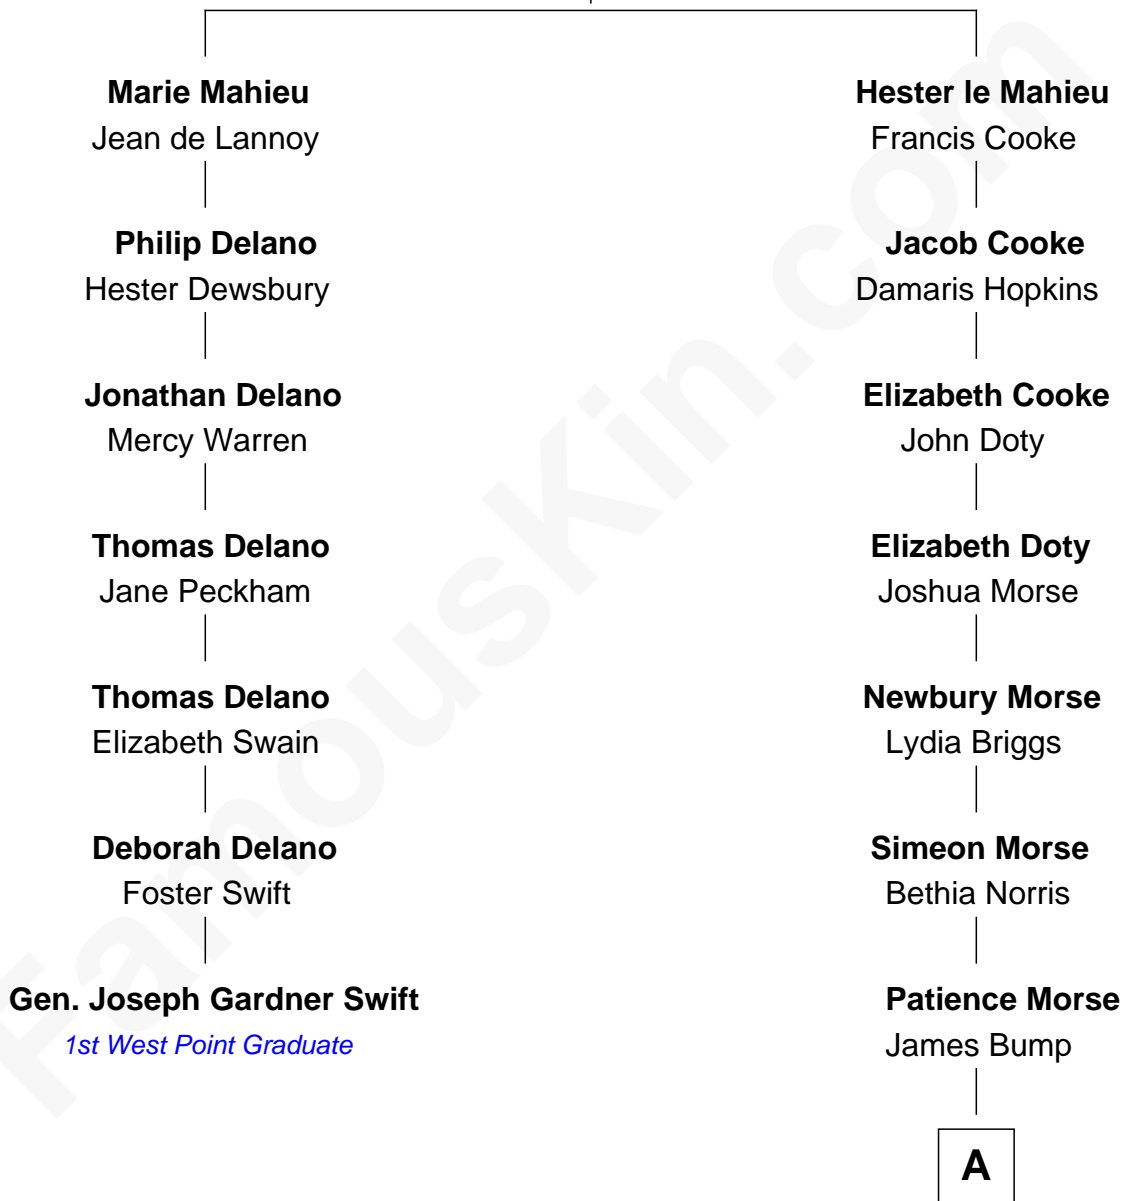 Marie Mahieu
Jean de Lannoy
Philip Delano
Hester Dewsbury
Jonathan Delano
Mercy Warren
Thomas Delano
Jane Peckham
Thomas Delano
Elizabeth Swain
Deborah Delano
Foster Swift
Gen. Joseph Gardner Swift
1st West Point Graduate
Hester le Mahieu
Francis Cooke
Jacob Cooke
Damaris Hopkins
Elizabeth Cooke
John Doty
Elizabeth Doty
Joshua Morse
Newbury Morse
Lydia Briggs
Simeon Morse
Bethia Norris
Patience Morse
James Bump
A
FamousKin.com